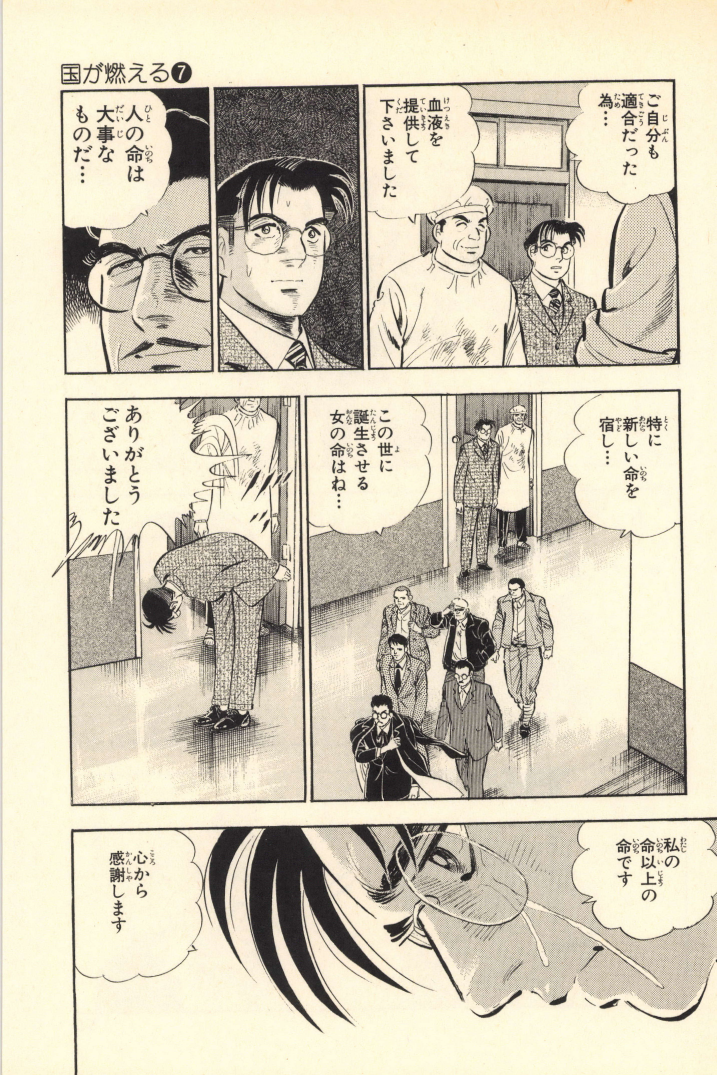 国が燃える❼
ご自分も
適合だった
為…
血液を
提供して
下さいました
人の命は
大事な
ものだ…
特に
新しい命を
宿し…
この世に
誕生させる
女の命はね…
ありがとう
ございました
私の
命以上の
命です
心から
感謝します